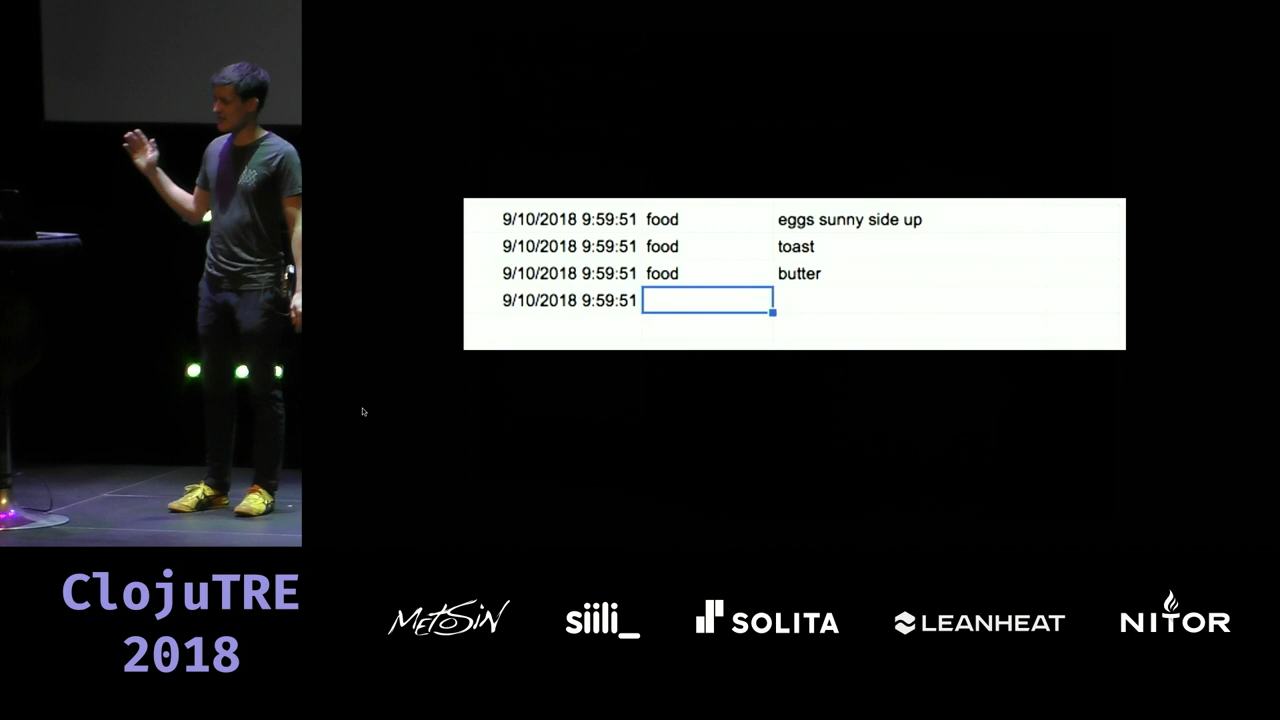 9/10/2018 9:59:51 food eggs sunny side up
9/10/2018 9:59:51 food toast
9/10/2018 9:59:51 food butter
9/10/2018 9:59:51
ClojuTRE
2018
METOSIN
siili_
SOLITA
LEANHEAT
NITOR